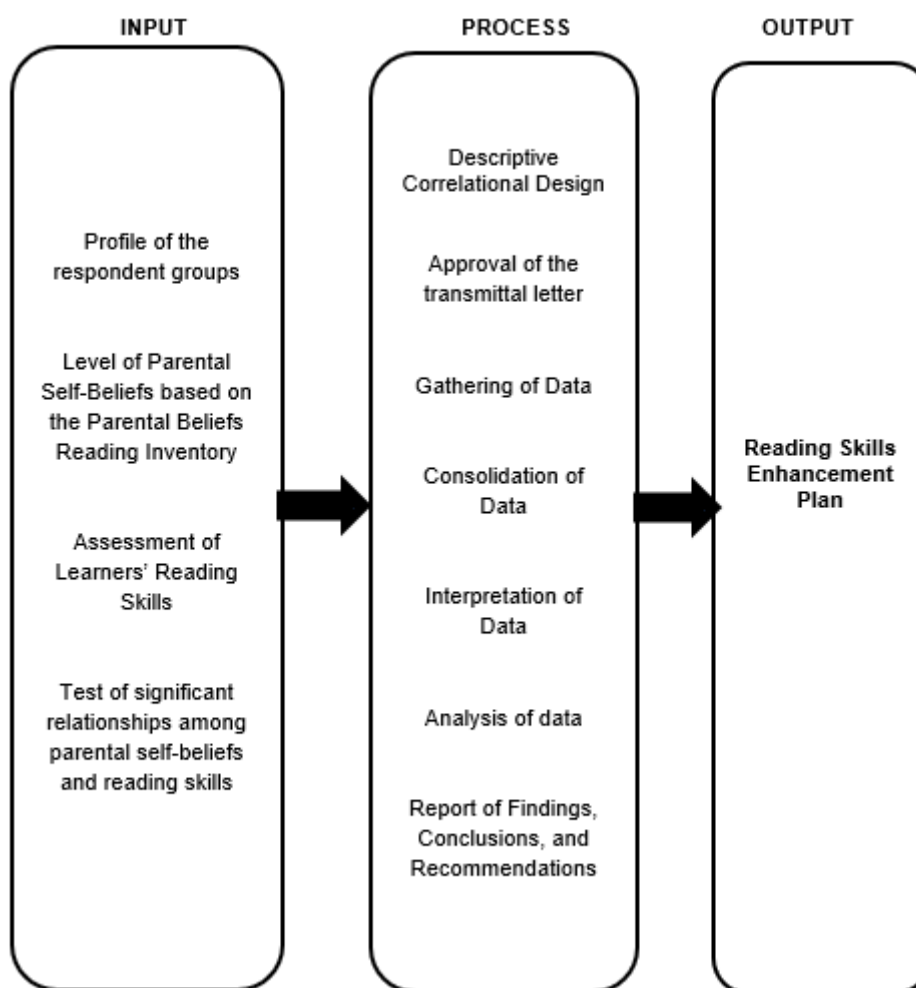 INPUT
Profile of the
respondent groups
Level of Parental
Self-Beliefs based on
the Parental Beliefs
Reading Inventory
Assessment of
Learners’ Reading
Skills
Test of significant
relationships among
parental self-beliefs
and reading skills
PROCESS
Descriptive
Correlational Design
Approval of the
transmittal letter
Gathering of Data
Consolidation of
Data
Interpretation of
Data
Analysis of data
Report of Findings,
Conclusions, and
Recommendations
OUTPUT
Reading Skills
Enhancement
Plan